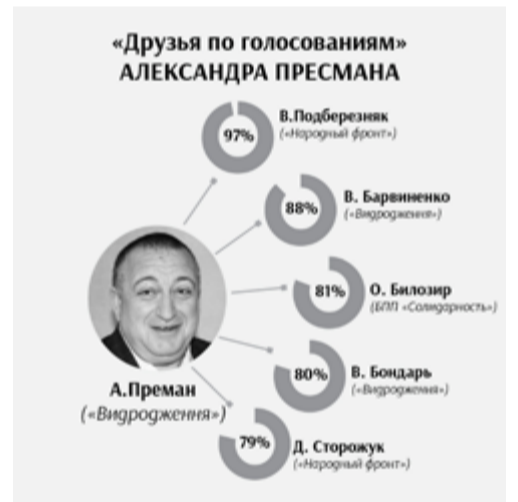 «Друзья по голосованиям»
АЛЕКСАНДРА ПРЕСМАНА
97%
В.Подберезняк
(«Народный фронт»)
88%
В. Барвиненко
(«Видродження»)
81%
О. Билозир
(БПП «Солидарность»)
80%
В. Бондарь
(«Видродження»)
79%
Д. Сторожук
(«Народный фронт»)
А.Преман
(«Видродження»)